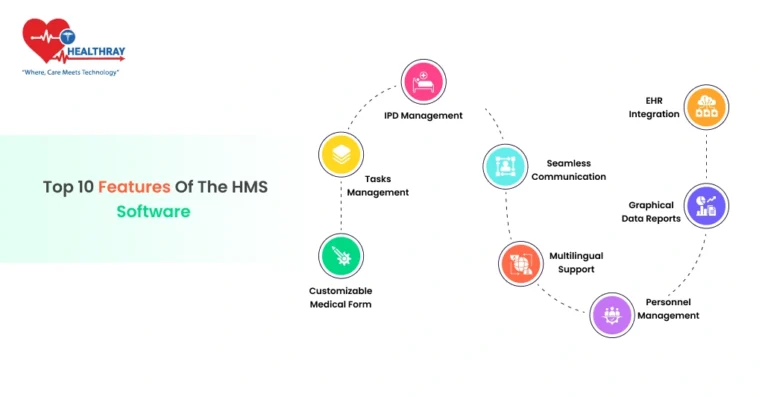 HEALTHRAY
"Where, Care Meets Technology"
Top 10 Features Of The HMS
Software
IPD Management
Tasks
Management
Customizable
Medical Form
Seamless
Communication
Multilingual
Support
Personnel
Management
Graphical
Data Reports
EHR
Integration